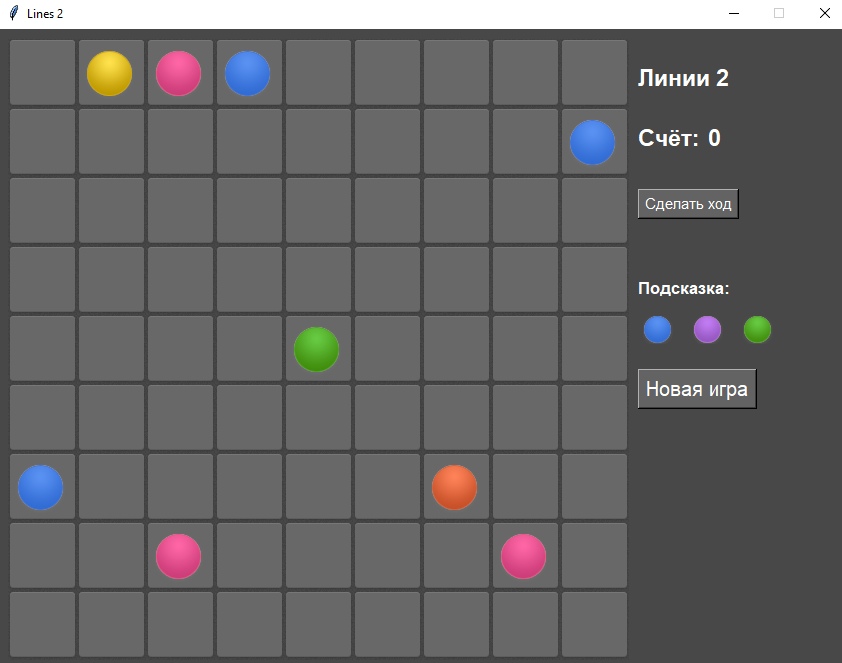 Lines 2
Линии 2
Счёт: 0
Сделать ход
Подсказка:
Новая игра